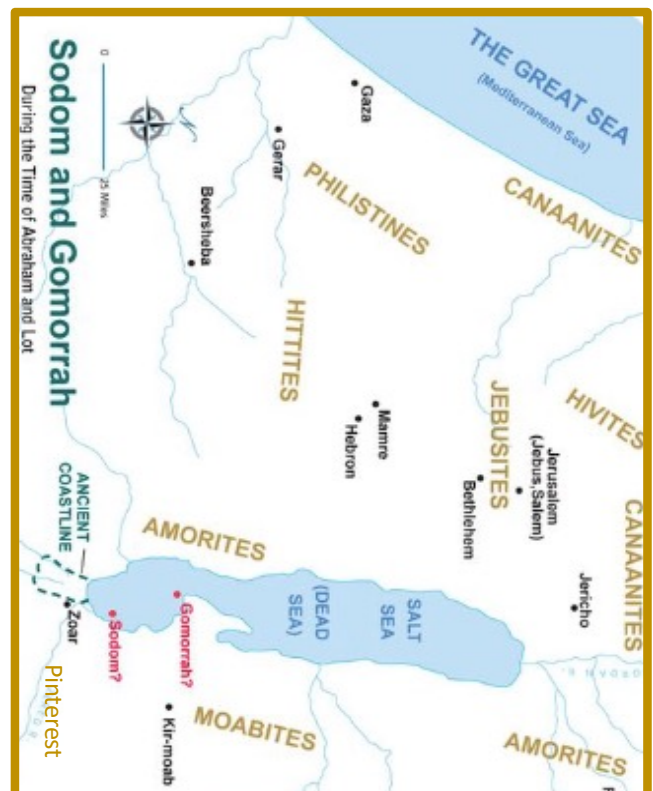 THE GREAT SEA
(Mediterranean Sea)
CANAANITES
HIVITES
CANAANITES
AMORITES
Jericho
Jerusalem
(Jebus,Salem)
JEBUSITES
Bethlehem
PHILISTINES
Gaza
Gerar
Mamre
Hebron
HITTITES
SALT
SEA
(DEAD
SEA)
Beersheba
AMORITES
MOABITES
Gomorrah?
Kir-moab
Sodom?
ANCIENT
COASTLINE
Zoar
N
0 25 Miles
Sodom and Gomorrah
During the Time of Abraham and Lot
Pinterest